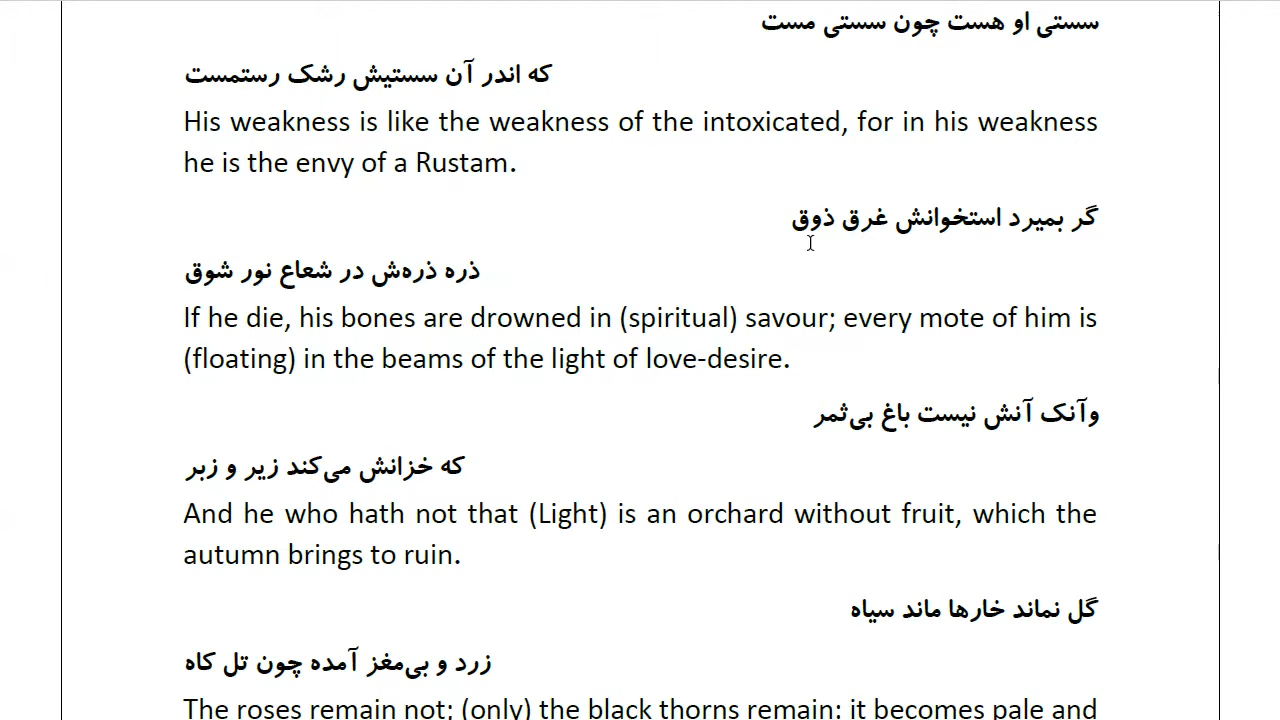 سستی او هست چون سستی مست
که اندر آن سستیش رشک رستمست
His weakness is like the weakness of the intoxicated, for in his weakness
he is the envy of a Rustam.
گر بمیرد استخوانش غرق ذوق
ذره ذره‌ش در شعاع نور شوق
If he die, his bones are drowned in (spiritual) savour; every mote of him is
(floating) in the beams of the light of love-desire.
وآنک آنش نیست باغ بی‌ثمر
که خزانش می‌کند زیر و زبر
And he who hath not that (Light) is an orchard without fruit, which the
autumn brings to ruin.
گل نماند خارها ماند سیاه
زرد و بی‌مغز آمده چون تل کاه
The roses remain not; (only) the black thorns remain: it becomes pale and